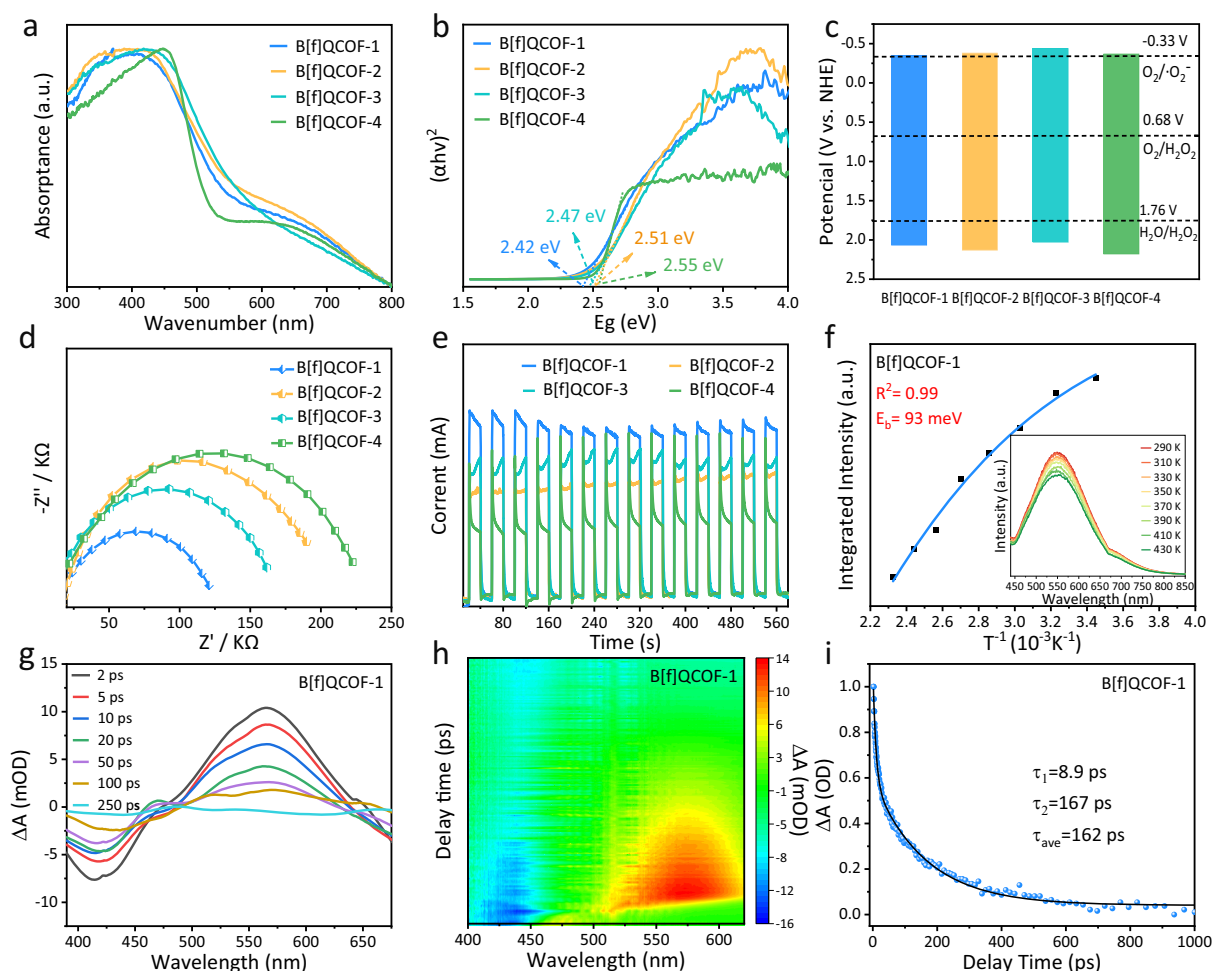 a
B[f]QCOF-1
B[f]QCOF-2
B[f]QCOF-3
B[f]QCOF-4
Absorptance (a.u.)
300 400 500 600 700 800
Wavenumber (nm)
b
B[f]QCOF-1
B[f]QCOF-2
B[f]QCOF-3
B[f]QCOF-4
(αhν)²
2.47 eV
2.42 eV
2.51 eV
2.55 eV
1.5 2.0 2.5 3.0 3.5 4.0
Eg (eV)
c
Potencial (V vs. NHE)
-0.5
0.0
0.5
1.0
1.5
2.0
2.5
-0.33 V
O₂/·O₂⁻
0.68 V
O₂/H₂O₂
1.76 V
H₂O/H₂O₂
B[f]QCOF-1 B[f]QCOF-2 B[f]QCOF-3 B[f]QCOF-4
d
B[f]QCOF-1
B[f]QCOF-2
B[f]QCOF-3
B[f]QCOF-4
-Z'' / KΩ
50 100 150 200 250
Z' / KΩ
e
B[f]QCOF-1 B[f]QCOF-2
B[f]QCOF-3 B[f]QCOF-4
Corrent (mA)
0 80 160 240 320 400 480 560
Time (s)
f
B[f]QCOF-1
R²= 0.99
E_b= 93 meV
Integrated Intensity (a.u.)
Intensity (a.u.)
290 K
310 K
330 K
350 K
370 K
390 K
410 K
430 K
450 500 550 600 650 700 750 800 850
Wavelength (nm)
2.2 2.4 2.6 2.8 3.0 3.2 3.4 3.6 3.8 4.0
T⁻¹ (10⁻³K⁻¹)
g
B[f]QCOF-1
2 ps
5 ps
10 ps
20 ps
50 ps
100 ps
250 ps
ΔA (mOD)
15
10
5
0
-5
-10
400 450 500 550 600 650
Wavelength (nm)
h
B[f]QCOF-1
Delay time (ps)
400 450 500 550 600
Wavelength (nm)
14
12
8
4
0
-4
-8
-12
-16
ΔA (mOD)
i
B[f]QCOF-1
τ₁=8.9 ps
τ₂=167 ps
τ_ave=162 ps
ΔA (OD)
1.0
0.8
0.6
0.4
0.2
0.0
0 200 400 600 800 1000
Delay Time (ps)